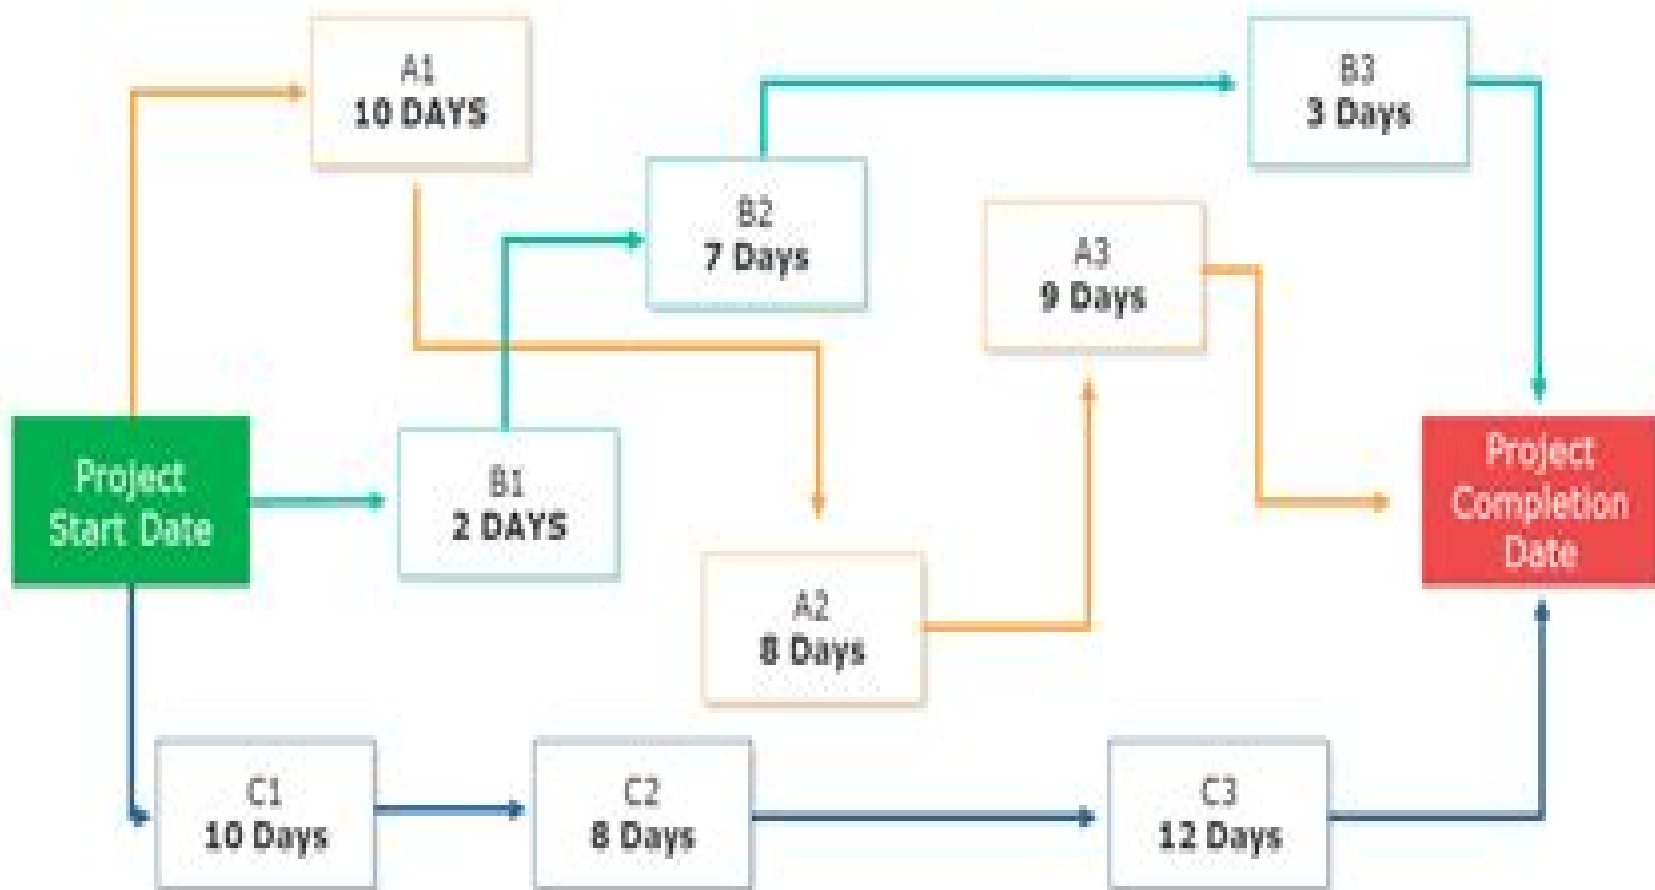 A1
10 DAYS
B3
3 Days
B2
7 Days
A3
9 Days
Project
Start Date
B1
2 DAYS
Project
Completion
Date
A2
8 Days
C1
10 Days
C2
8 Days
C3
12 Days